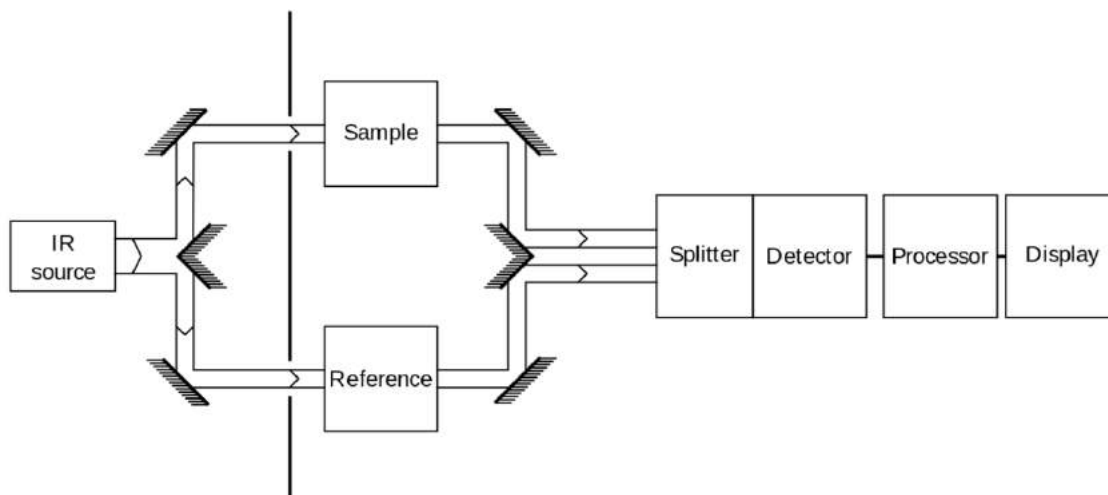 Sample
IR
source
Splitter
Detector
Processor
Display
Reference